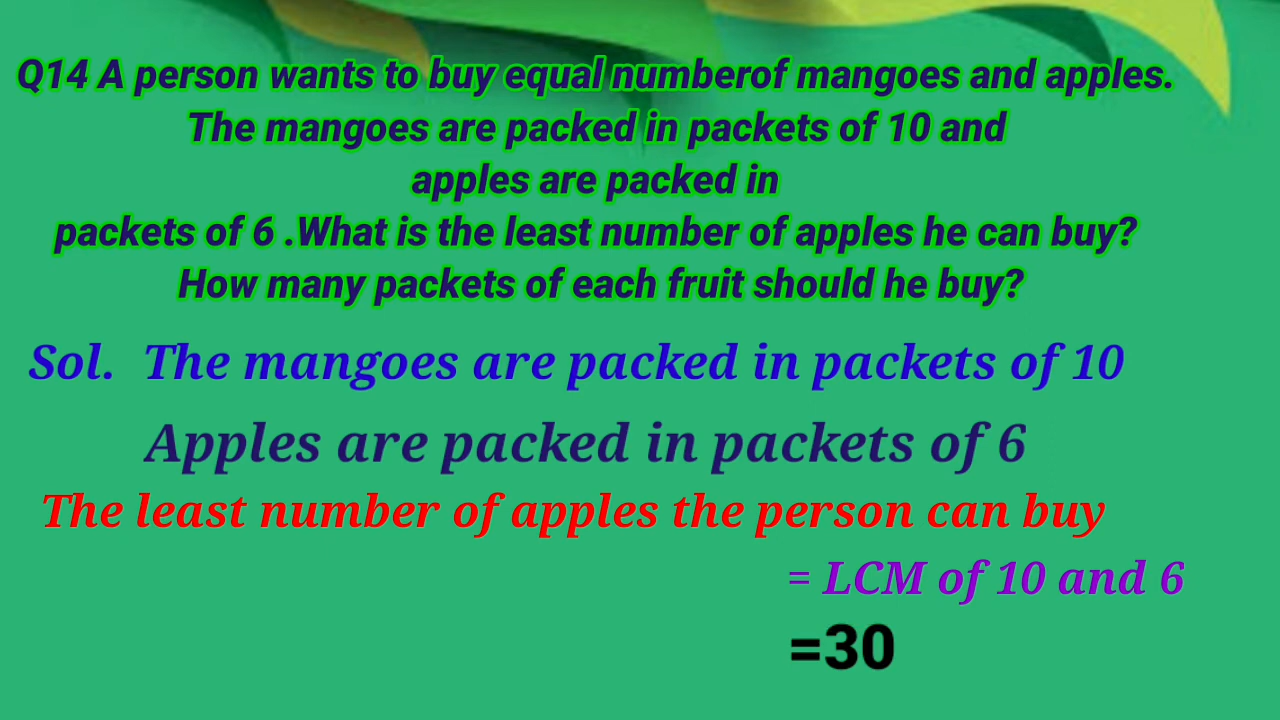 Q14 A person wants to buy equal numberof mangoes and apples.
The mangoes are packed in packets of 10 and
apples are packed in
packets of 6 .What is the least number of apples he can buy?
How many packets of each fruit should he buy?
Sol. The mangoes are packed in packets of 10
Apples are packed in packets of 6
The least number of apples the person can buy
= LCM of 10 and 6
=30